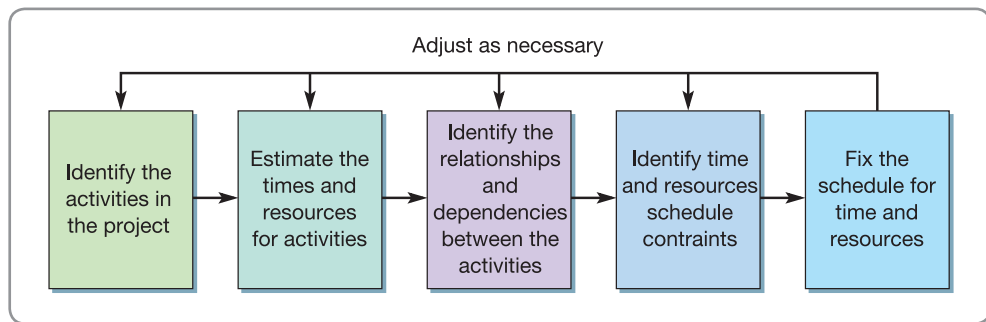 Adjust as necessary
Identify the
activities in
the project
Estimate the
times and
resources
for activities
Identify the
relationships
and
dependencies
between the
activities
Identify time
and resources
schedule
contraints
Fix the
schedule for
time and
resources